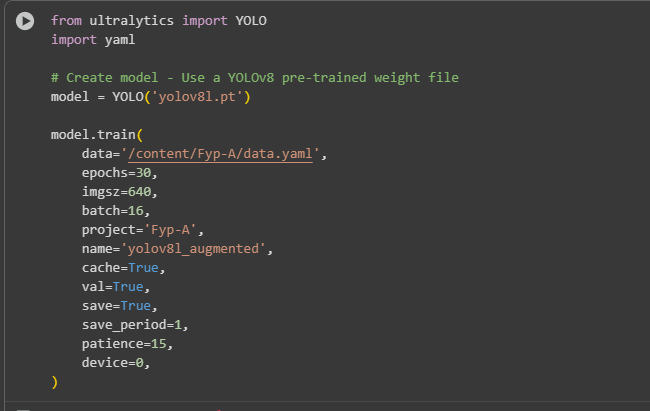 from ultralytics import YOLO
import yaml
# Create model - Use a YOLOv8 pre-trained weight file
model = YOLO('yolov8l.pt')
model.train(
data='/content/Fyp-A/data.yaml',
epochs=30,
imgsz=640,
batch=16,
project='Fyp-A',
name='yolov8l_augmented',
cache=True,
val=True,
save=True,
save_period=1,
patience=15,
device=0,
)